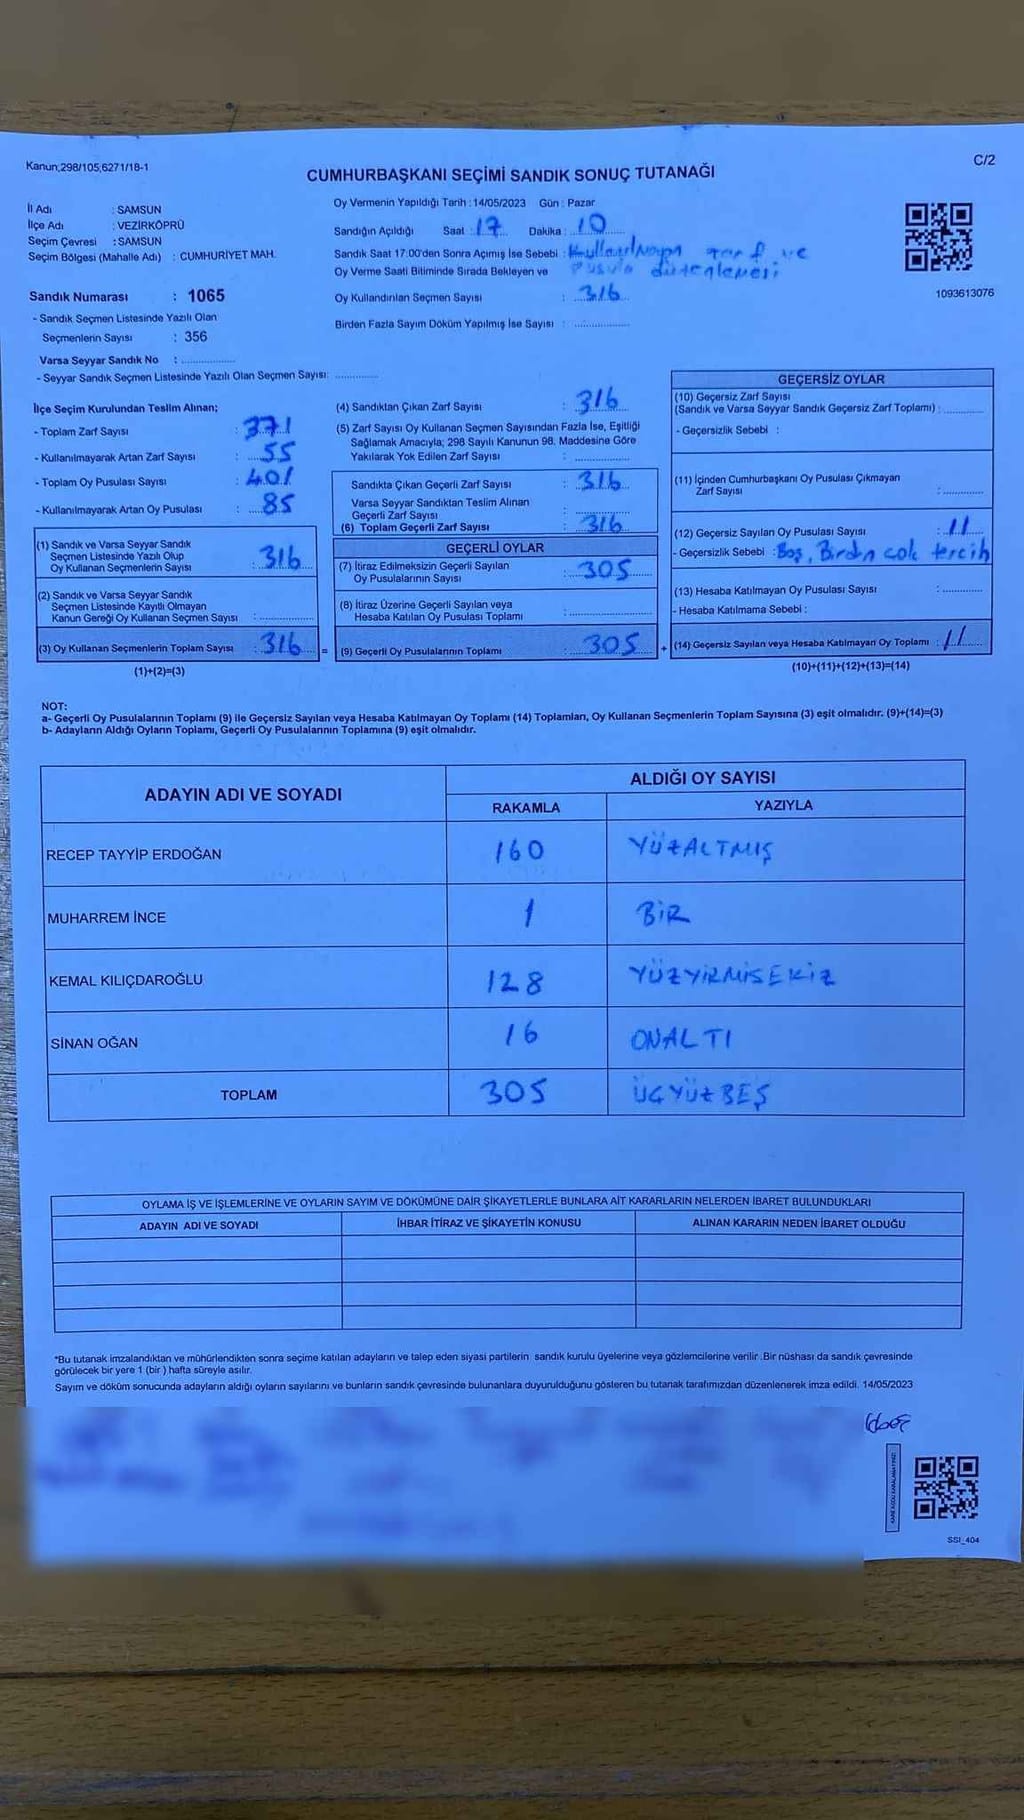 Kanun;298/105,6271/18-1
C/2
CUMHURBAŞKANI SEÇİMİ SANDIK SONUÇ TUTANAĞI
İl Adı : SAMSUN
İlçe Adı : VEZİRKÖPRÜ
Seçim Çevresi : SAMSUN
Seçim Bölgesi (Mahalle Adı) : CUMHURİYET MAH.
Oy Vermenin Yapıldığı Tarih : 14/05/2023 Gün : Pazar
Sandığın Açıldığı Saat : 17 Dakika : 10
Sandık Saat 17:00'den Sonra Açımış İse Sebebi : Kullanılmayan zarf ve
Oy Verme Saati Bitiminde Sırada Bekleyen ve pusula düzenlemesi
Oy Kullandırılan Seçmen Sayısı : 316
Birden Fazla Sayım Döküm Yapılmış İse Sayısı :
1093613076
Sandık Numarası : 1065
- Sandık Seçmen Listesinde Yazılı Olan
Seçmenlerin Sayısı : 356
Varsa Seyyar Sandık No :
- Seyyar Sandık Seçmen Listesinde Yazılı Olan Seçmen Sayısı:
İlçe Seçim Kurulundan Teslim Alınan;
- Toplam Zarf Sayısı : 371
- Kullanılmayarak Artan Zarf Sayısı : 55
- Toplam Oy Pusulası Sayısı : 401
- Kullanılmayarak Artan Oy Pusulası : 85
(1) Sandık ve Varsa Seyyar Sandık
Seçmen Listesinde Yazılı Olup
Oy Kullanan Seçmenlerin Sayısı : 316
(2) Sandık ve Varsa Seyyar Sandık
Seçmen Listesinde Kayıtlı Olmayan
Kanun Gereği Oy Kullanan Seçmen Sayısı :
(3) Oy Kullanan Seçmenlerin Toplam Sayısı : 316 =
(1)+(2)=(3)
(4) Sandıktan Çıkan Zarf Sayısı : 316
(5) Zarf Sayısı Oy Kullanan Seçmen Sayısından Fazla İse, Eşitliği
Sağlamak Amacıyla; 298 Sayılı Kanunun 98. Maddesine Göre
Yakılarak Yok Edilen Zarf Sayısı :
Sandıkta Çıkan Geçerli Zarf Sayısı : 316
Varsa Seyyar Sandıktan Teslim Alınan
Geçerli Zarf Sayısı :
(6) Toplam Geçerli Zarf Sayısı : 316
GEÇERLİ OYLAR
(7) İtiraz Edilmeksizin Geçerli Sayılan
Oy Pusulalarının Sayısı : 305
(8) İtiraz Üzerine Geçerli Sayılan veya
Hesaba Katılan Oy Pusulası Toplamı :
(9) Geçerli Oy Pusulalarının Toplamı : 305 +
GEÇERSİZ OYLAR
(10) Geçersiz Zarf Sayısı
(Sandık ve Varsa Seyyar Sandık Geçersiz Zarf Toplamı) :
- Geçersizlik Sebebi :
(11) İçinden Cumhurbaşkanı Oy Pusulası Çıkmayan
Zarf Sayısı :
(12) Geçersiz Sayılan Oy Pusulası Sayısı : 11
- Geçersizlik Sebebi : Boş, Birden çok tercih
(13) Hesaba Katılmayan Oy Pusulası Sayısı :
- Hesaba Katılmama Sebebi :
(14) Geçersiz Sayılan veya Hesaba Katılmayan Oy Toplamı : 11
(10)+(11)+(12)+(13)=(14)
NOT:
a- Geçerli Oy Pusulalarının Toplamı (9) ile Geçersiz Sayılan veya Hesaba Katılmayan Oy Toplamı (14) Toplamları, Oy Kullanan Seçmenlerin Toplam Sayısına (3) eşit olmalıdır. (9)+(14)=(3)
b- Adayların Aldığı Oyların Toplamı, Geçerli Oy Pusulalarının Toplamına (9) eşit olmalıdır.
ADAYIN ADI VE SOYADI ALDIĞI OY SAYISI
RAKAMLA YAZIYLA
RECEP TAYYİP ERDOĞAN 160 YÜZALTMIŞ
MUHARREM İNCE 1 BİR
KEMAL KILIÇDAROĞLU 128 YÜZYİRMİSEKİZ
SİNAN OĞAN 16 ONALTI
TOPLAM 305 ÜÇYÜZBEŞ
OYLAMA İŞ VE İŞLEMLERİNE VE OYLARIN SAYIM VE DÖKÜMÜNE DAİR ŞİKAYETLERLE BUNLARA AİT KARARLARIN NELERDEN İBARET BULUNDUKLARI
ADAYIN ADI VE SOYADI İHBAR İTİRAZ VE ŞİKAYETİN KONUSU ALINAN KARARIN NEDEN İBARET OLDUĞU
*Bu tutanak imzalandıktan ve mühürlendikten sonra seçime katılan adayların ve talep eden siyasi partilerin sandık kurulu üyelerine veya gözlemcilerine verilir .Bir nüshası da sandık çevresinde
görülecek bir yere 1 (bir) hafta süreyle asılır.
Sayım ve döküm sonucunda adayların aldığı oyların sayılarını ve bunların sandık çevresinde bulunanlara duyurulduğunu gösteren bu tutanak tarafımızdan düzenlenerek imza edildi. 14/05/2023
KARE KODU KARALAMAYINIZ!
SSI_404